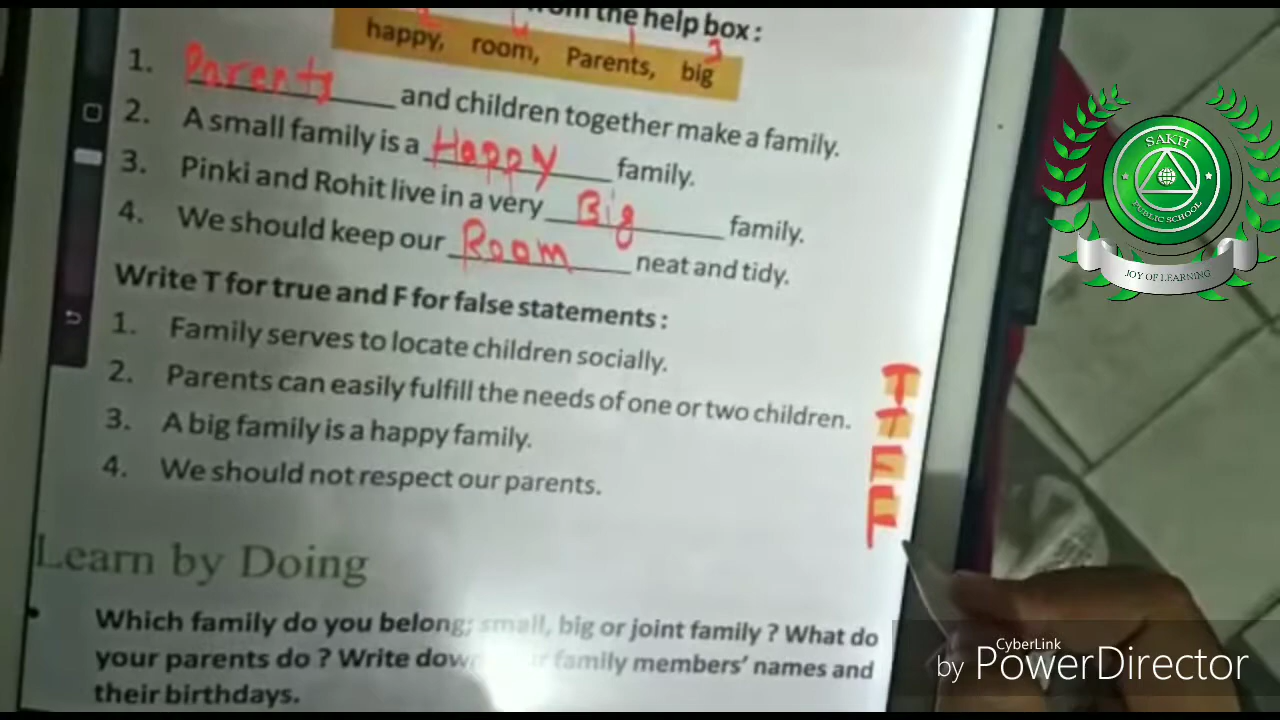 from the help box :
happy, room, Parents, big
1. Parents and children together make a family.
2. A small family is a Happy family.
3. Pinki and Rohit live in a very Big family.
4. We should keep our Room neat and tidy.
Write T for true and F for false statements :
1. Family serves to locate children socially. T
2. Parents can easily fulfill the needs of one or two children. T
3. A big family is a happy family. F
4. We should not respect our parents. F
Learn by Doing
Which family do you belong; small, big or joint family ? What do
your parents do ? Write down family members' names and
their birthdays.
SAKH
PUBLIC SCHOOL
JOY OF LEARNING
CyberLink
by PowerDirector